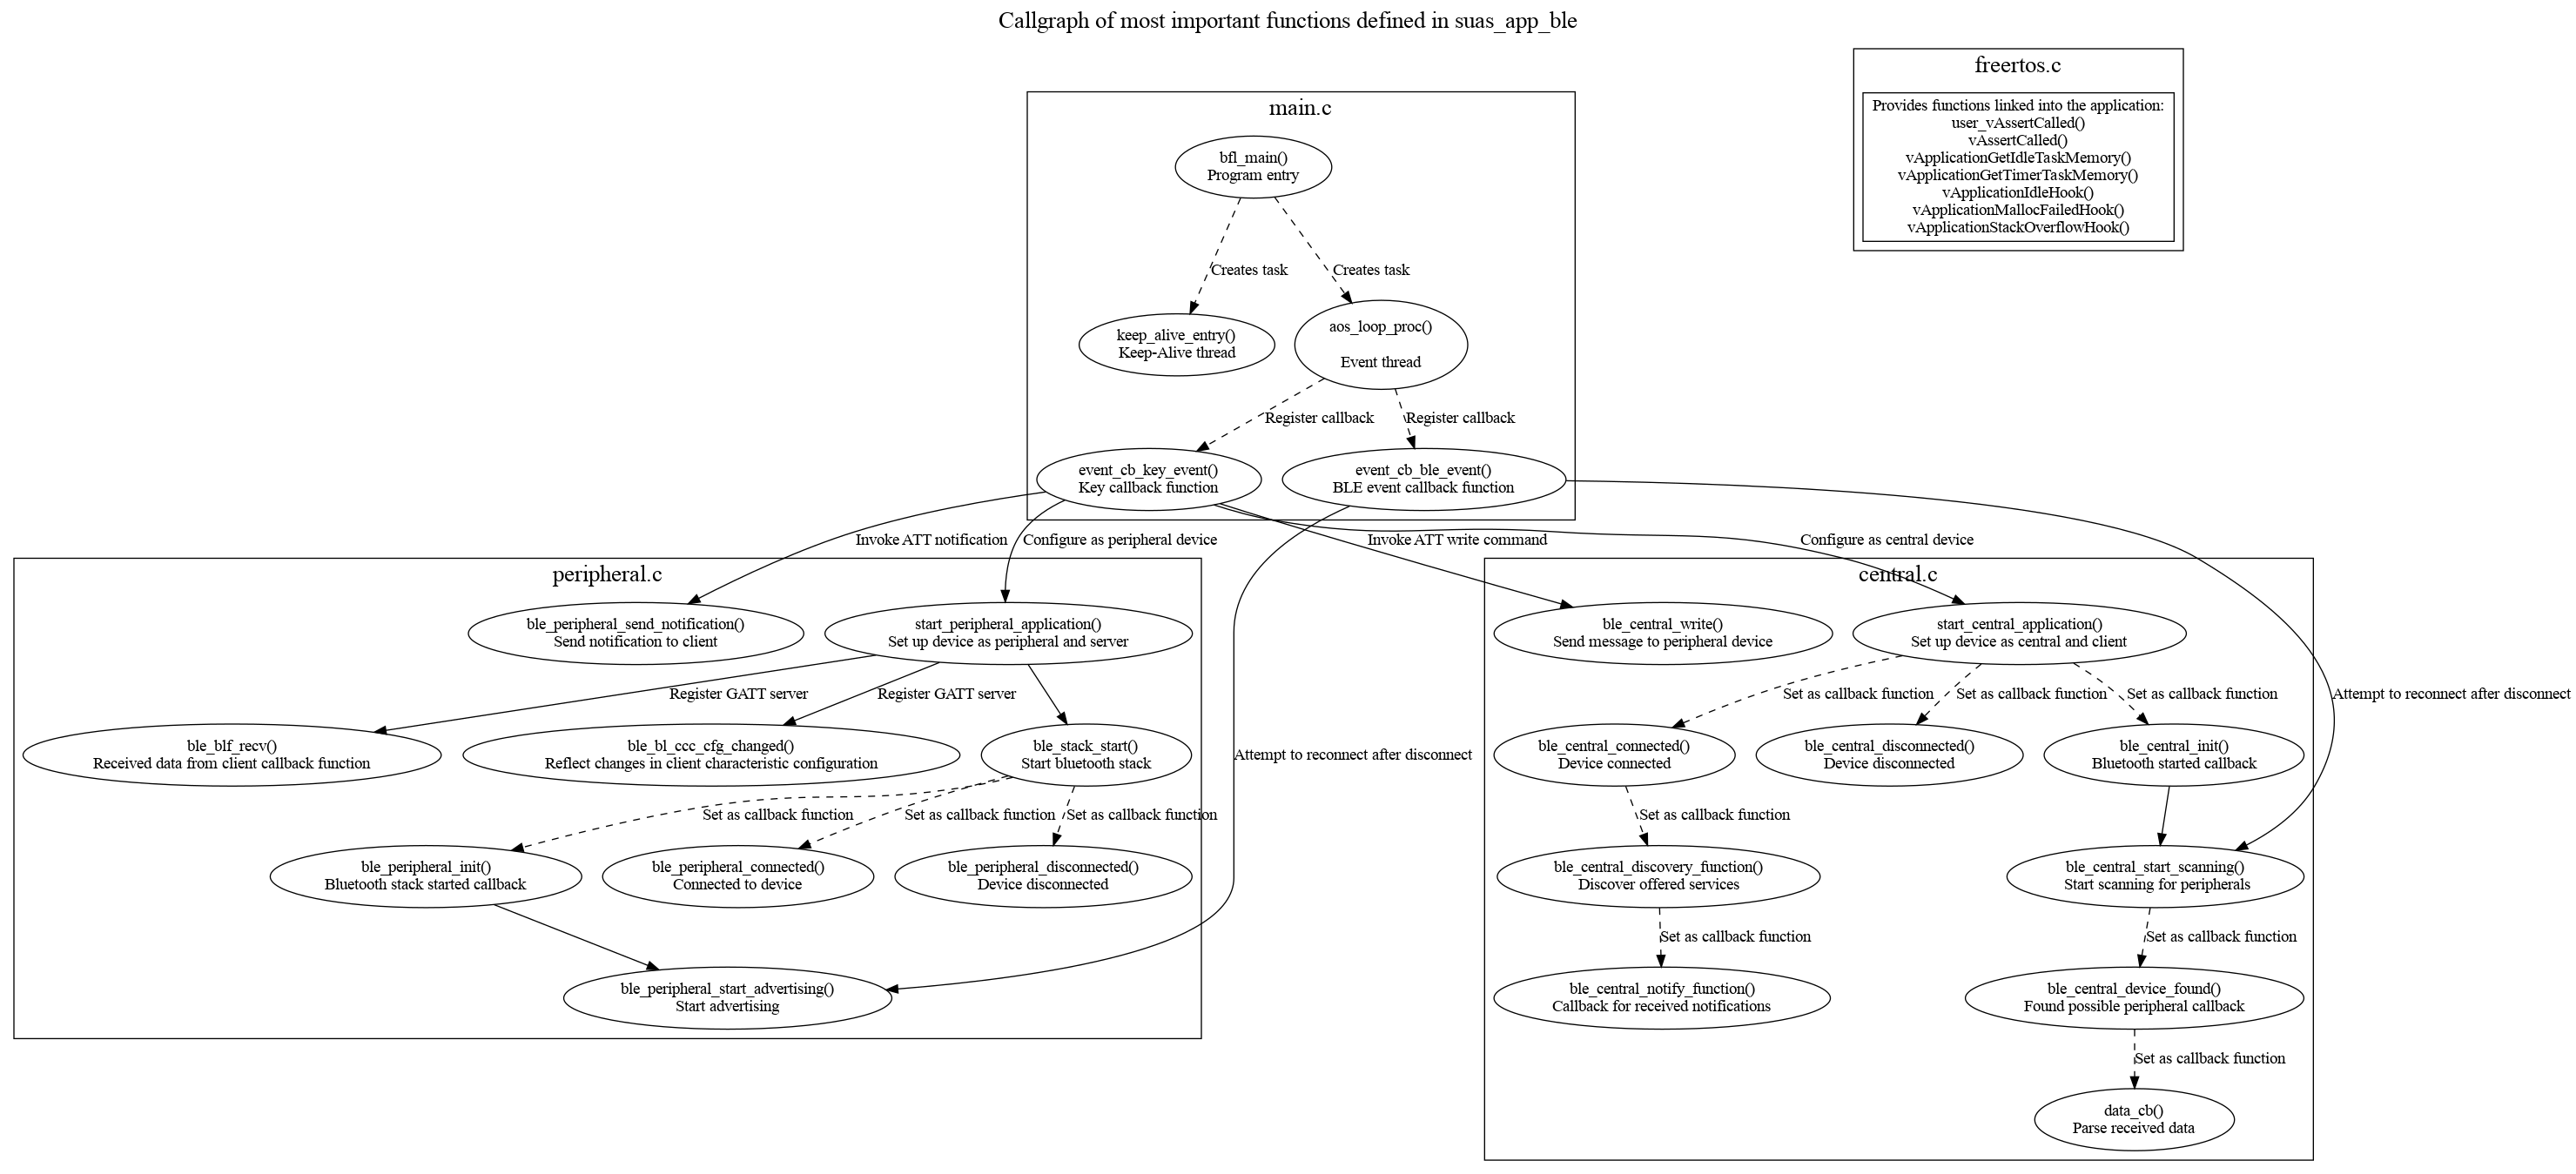 Callgraph of most important functions defined in suas_app_ble
freertos.c
Provides functions linked into the application:
user_vAssertCalled()
vAssertCalled()
vApplicationGetIdleTaskMemory()
vApplicationGetTimerTaskMemory()
vApplicationIdleHook()
vApplicationMallocFailedHook()
vApplicationStackOverflowHook()
main.c
bfl_main()
Program entry
Creates task
Creates task
keep_alive_entry()
Keep-Alive thread
aos_loop_proc()
Event thread
Register callback
Register callback
event_cb_key_event()
Key callback function
event_cb_ble_event()
BLE event callback function
Invoke ATT notification
Configure as peripheral device
Invoke ATT write command
Configure as central device
peripheral.c
ble_peripheral_send_notification()
Send notification to client
start_peripheral_application()
Set up device as peripheral and server
Register GATT server
Register GATT server
ble_blf_recv()
Received data from client callback function
ble_bl_ccc_cfg_changed()
Reflect changes in client characteristic configuration
ble_stack_start()
Start bluetooth stack
Attempt to reconnect after disconnect
Set as callback function
Set as callback function
Set as callback function
ble_peripheral_init()
Bluetooth stack started callback
ble_peripheral_connected()
Connected to device
ble_peripheral_disconnected()
Device disconnected
ble_peripheral_start_advertising()
Start advertising
central.c
ble_central_write()
Send message to peripheral device
start_central_application()
Set up device as central and client
Set as callback function
Set as callback function
Set as callback function
Attempt to reconnect after disconnect
ble_central_connected()
Device connected
ble_central_disconnected()
Device disconnected
ble_central_init()
Bluetooth started callback
Set as callback function
ble_central_discovery_function()
Discover offered services
ble_central_start_scanning()
Start scanning for peripherals
Set as callback function
Set as callback function
ble_central_notify_function()
Callback for received notifications
ble_central_device_found()
Found possible peripheral callback
Set as callback function
data_cb()
Parse received data